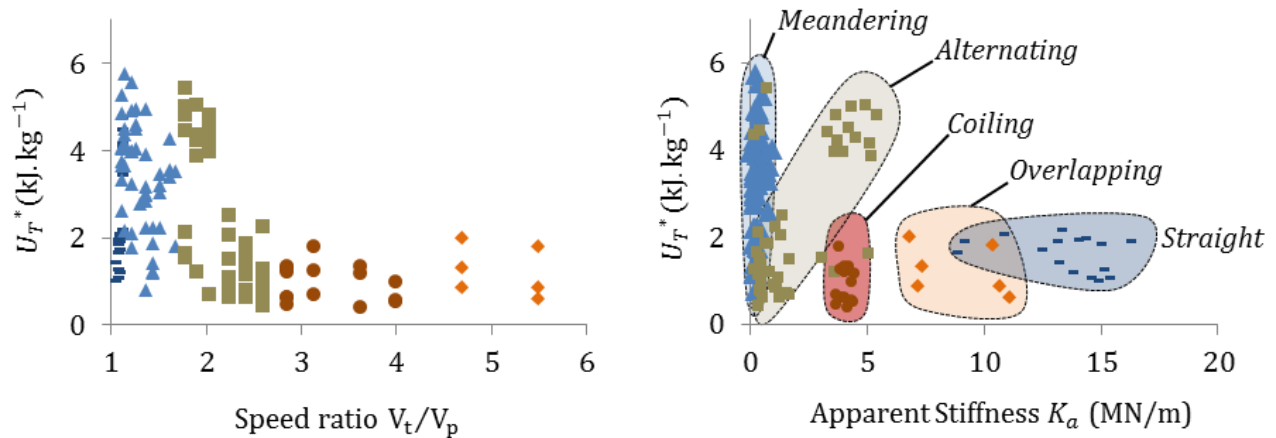 U_T* (kJ.kg⁻¹)
6
4
2
0
1 2 3 4 5 6
Speed ratio V_t/V_p
Meandering
Alternating
Coiling
Overlapping
Straight
U_T* (kJ.kg⁻¹)
6
4
2
0
0 5 10 15 20
Apparent Stiffness K_a (MN/m)